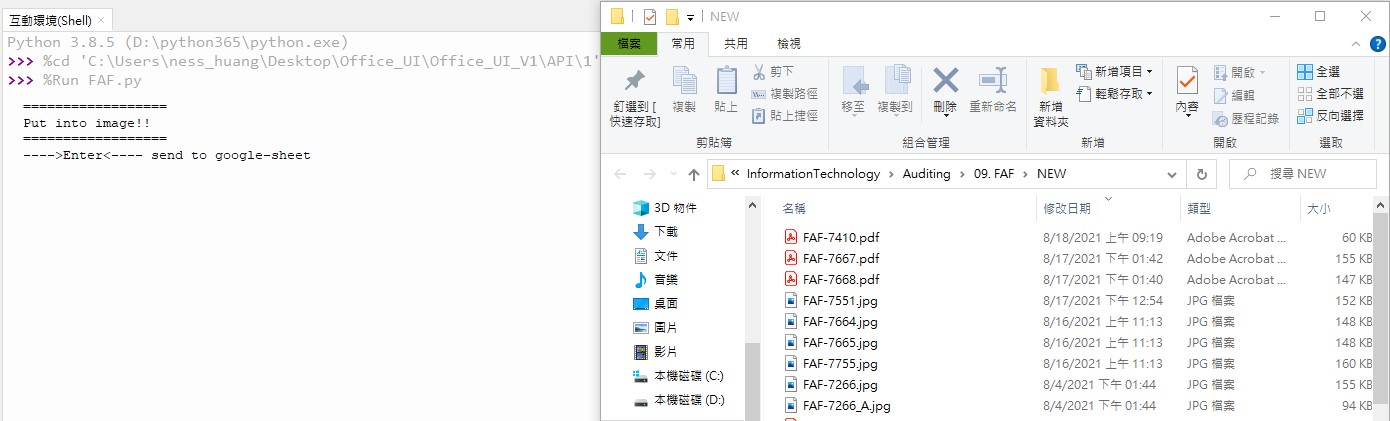 互動環境(Shell) ×
Python 3.8.5 (D:\python365\python.exe)
>>> %cd 'C:\Users\ness_huang\Desktop\Office_UI\Office_UI_V1\API\1'
>>> %Run FAF.py
==================
Put into image!!
==================
---->Enter<---- send to google-sheet
NEW
檔案 常用 共用 檢視
釘選到 [快速存取]
複製
貼上
剪下
複製路徑
貼上捷徑
剪貼簿
移至
複製到
刪除
重新命名
組合管理
新增資料夾
新增項目
輕鬆存取
新增
內容
開啟
編輯
歷程記錄
開啟
全選
全部不選
反向選擇
選取
« InformationTechnology > Auditing > 09. FAF > NEW
搜尋 NEW
3D 物件
下載
文件
音樂
桌面
圖片
影片
本機磁碟 (C:)
本機磁碟 (D:)
名稱 修改日期 類型 大小
FAF-7410.pdf 8/18/2021 上午 09:19 Adobe Acrobat ... 60 KB
FAF-7667.pdf 8/17/2021 下午 01:42 Adobe Acrobat ... 155 KB
FAF-7668.pdf 8/17/2021 下午 01:40 Adobe Acrobat ... 147 KB
FAF-7551.jpg 8/17/2021 下午 12:54 JPG 檔案 152 KB
FAF-7664.jpg 8/16/2021 上午 11:13 JPG 檔案 148 KB
FAF-7665.jpg 8/16/2021 上午 11:13 JPG 檔案 148 KB
FAF-7755.jpg 8/16/2021 上午 11:13 JPG 檔案 160 KB
FAF-7266.jpg 8/4/2021 下午 01:44 JPG 檔案 155 KB
FAF-7266_A.jpg 8/4/2021 下午 01:44 JPG 檔案 94 KB